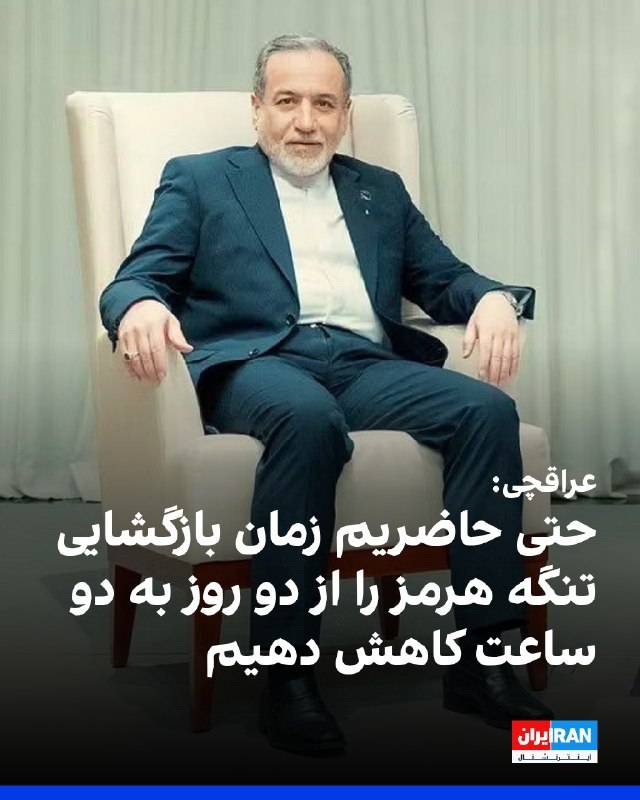 عراقچی:
حتی حاضریم زمان بازگشایی
تنگه هرمز را از دو روز به دو
ساعت کاهش دهیم
ایران IRAN
اینترنشنال